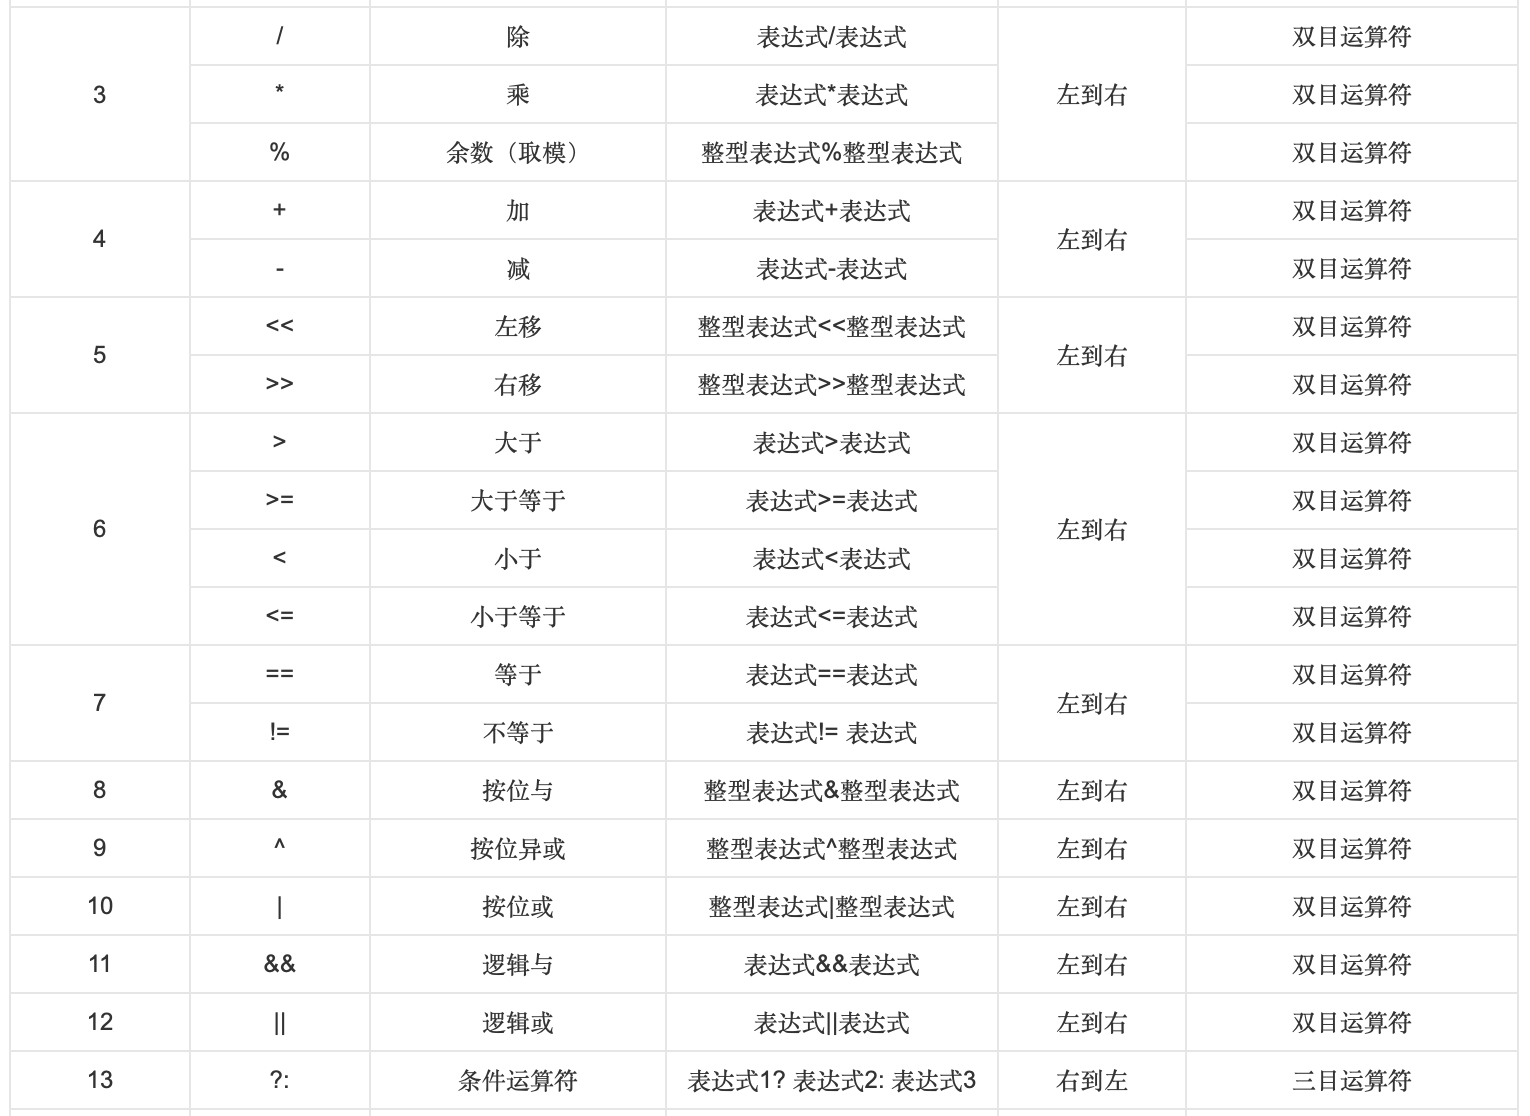 / 除 表达式/表达式 双目运算符
3 * 乘 表达式*表达式 左到右 双目运算符
% 余数（取模） 整型表达式%整型表达式 双目运算符
+ 加 表达式+表达式 双目运算符
4 左到右
- 减 表达式-表达式 双目运算符
<< 左移 整型表达式<<整型表达式 双目运算符
5 左到右
>> 右移 整型表达式>>整型表达式 双目运算符
> 大于 表达式>表达式 双目运算符
>= 大于等于 表达式>=表达式 双目运算符
6 左到右
< 小于 表达式<表达式 双目运算符
<= 小于等于 表达式<=表达式 双目运算符
== 等于 表达式==表达式 双目运算符
7 左到右
!= 不等于 表达式!= 表达式 双目运算符
8 & 按位与 整型表达式&整型表达式 左到右 双目运算符
9 ^ 按位异或 整型表达式^整型表达式 左到右 双目运算符
10 | 按位或 整型表达式|整型表达式 左到右 双目运算符
11 && 逻辑与 表达式&&表达式 左到右 双目运算符
12 || 逻辑或 表达式||表达式 左到右 双目运算符
13 ?: 条件运算符 表达式1? 表达式2: 表达式3 右到左 三目运算符